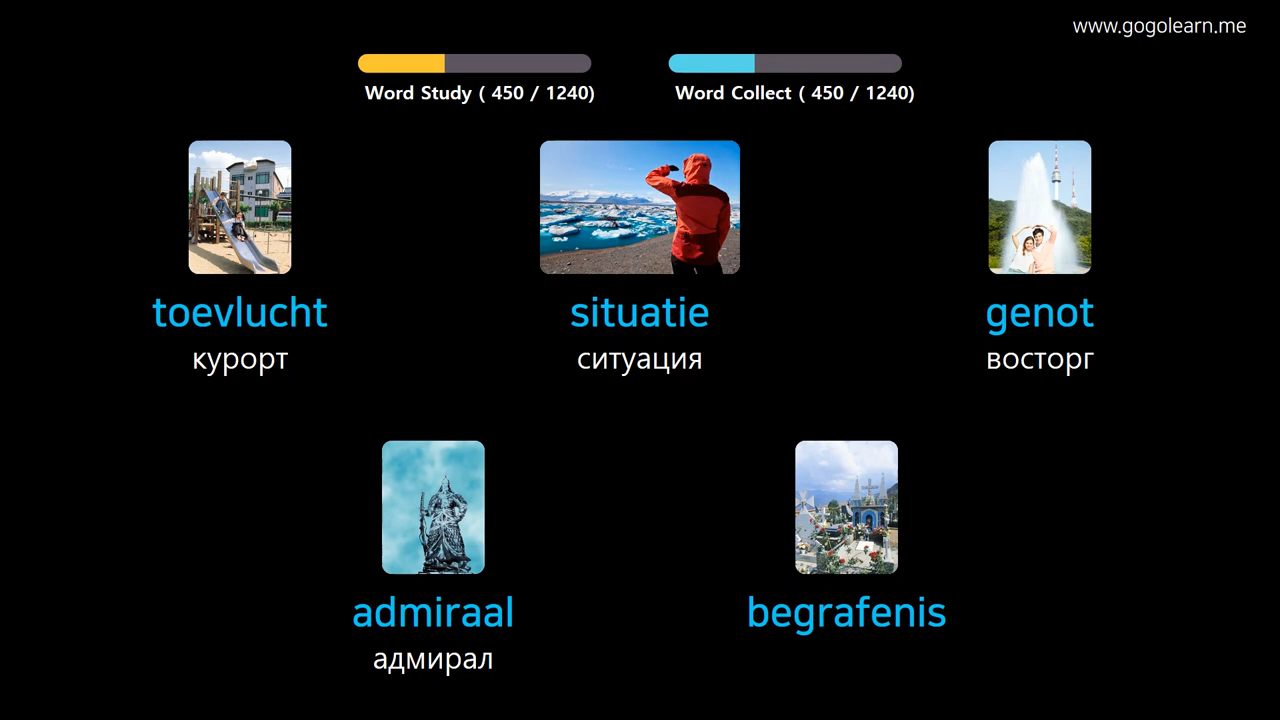 www.gogolearn.me
Word Study ( 450 / 1240)
Word Collect ( 450 / 1240)
toevlucht
курорт
situatie
ситуация
genot
восторг
admiraal
адмирал
begrafenis